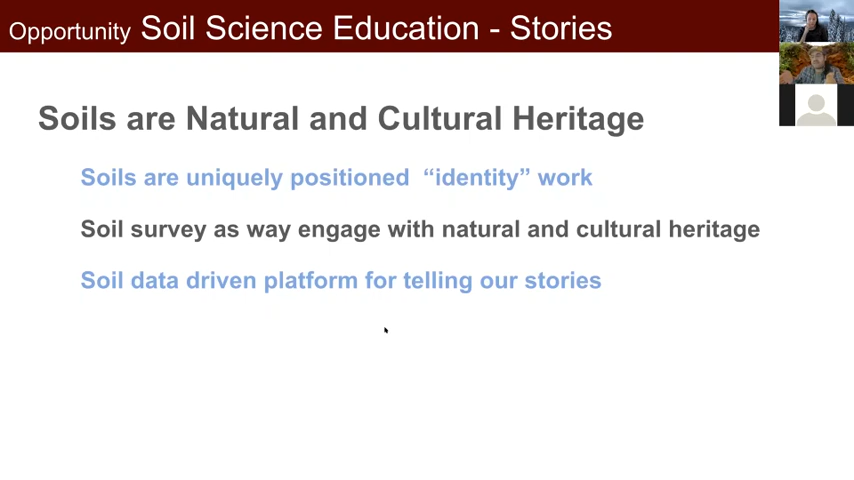 Opportunity Soil Science Education - Stories
Soils are Natural and Cultural Heritage
Soils are uniquely positioned “identity” work
Soil survey as way engage with natural and cultural heritage
Soil data driven platform for telling our stories